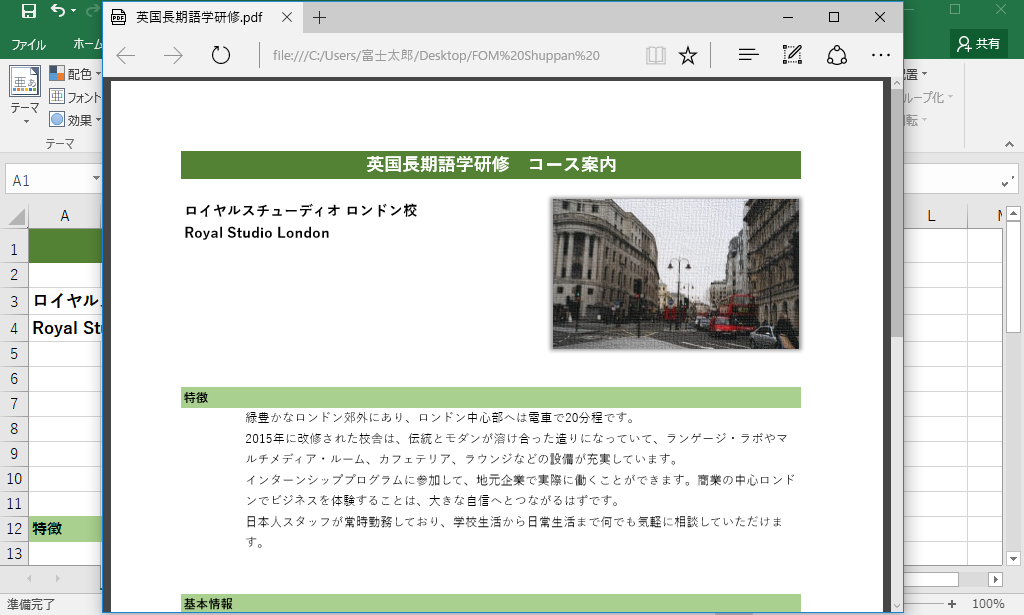 英国長期語学研修.pdf
ファイル
ホーム
file:///C:/Users/富士太郎/Desktop/FOM%20Shuppan%20
共有
テーマ
配色
フォント
効果
テーマ
配置
ループ化
回転
A1
A
L
1
2
3 ロイヤル
4 Royal St
5
6
7
8
9
10
11
12 特徴
13
英国長期語学研修 コース案内
ロイヤルスチューディオ ロンドン校
Royal Studio London
特徴
緑豊かなロンドン郊外にあり、ロンドン中心部へは電車で20分程です。
2015年に改修された校舎は、伝統とモダンが溶け合った造りになっていて、ランゲージ・ラボやマ
ルチメディア・ルーム、カフェテリア、ラウンジなどの設備が充実しています。
インターンシッププログラムに参加して、地元企業で実際に働くことができます。商業の中心ロンド
ンでビジネスを体験することは、大きな自信へとつながるはずです。
日本人スタッフが常時勤務しており、学校生活から日常生活まで何でも気軽に相談していただけま
す。
基本情報
準備完了
100%